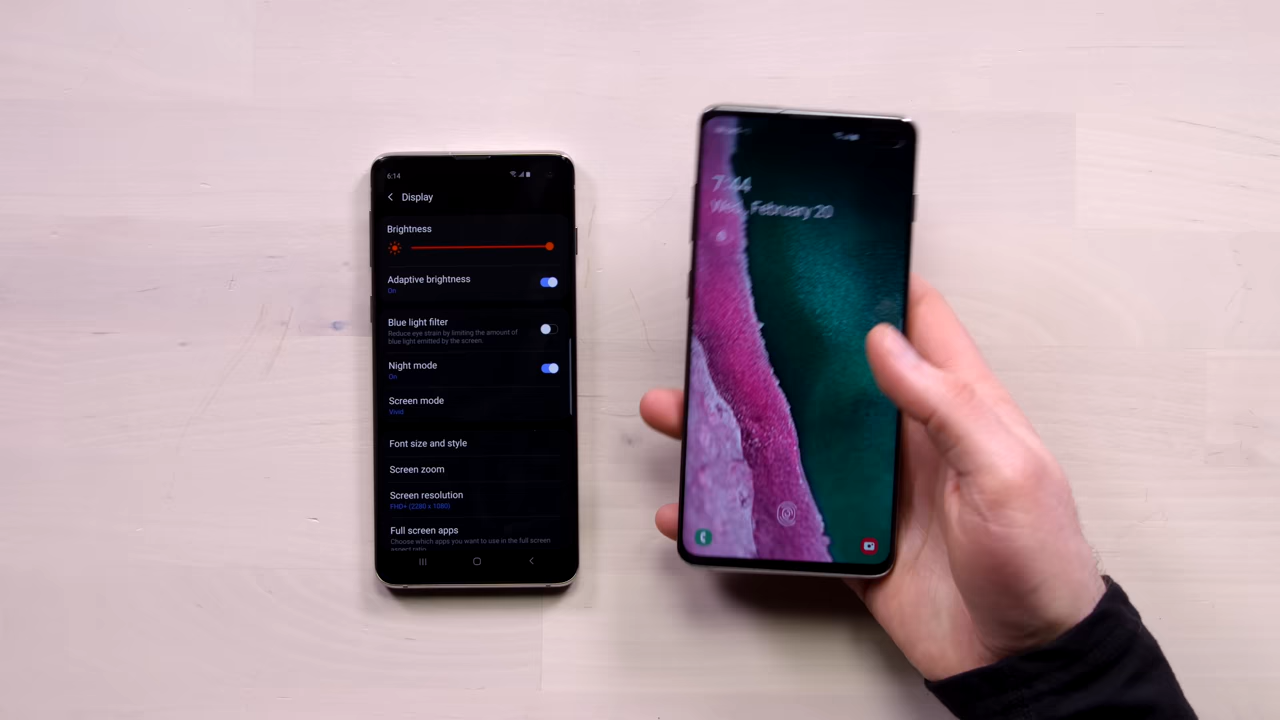 6:14
Display
Brightness
Adaptive brightness
On
Blue light filter
Reduce eye strain by limiting the amount of
blue light emitted by the screen.
Night mode
On
Screen mode
Vivid
Font size and style
Screen zoom
Screen resolution
FHD+ (2280 x 1080)
Full screen apps
Choose which apps you want to use in the full screen
aspect ratio.
7:44
Wed, February 20